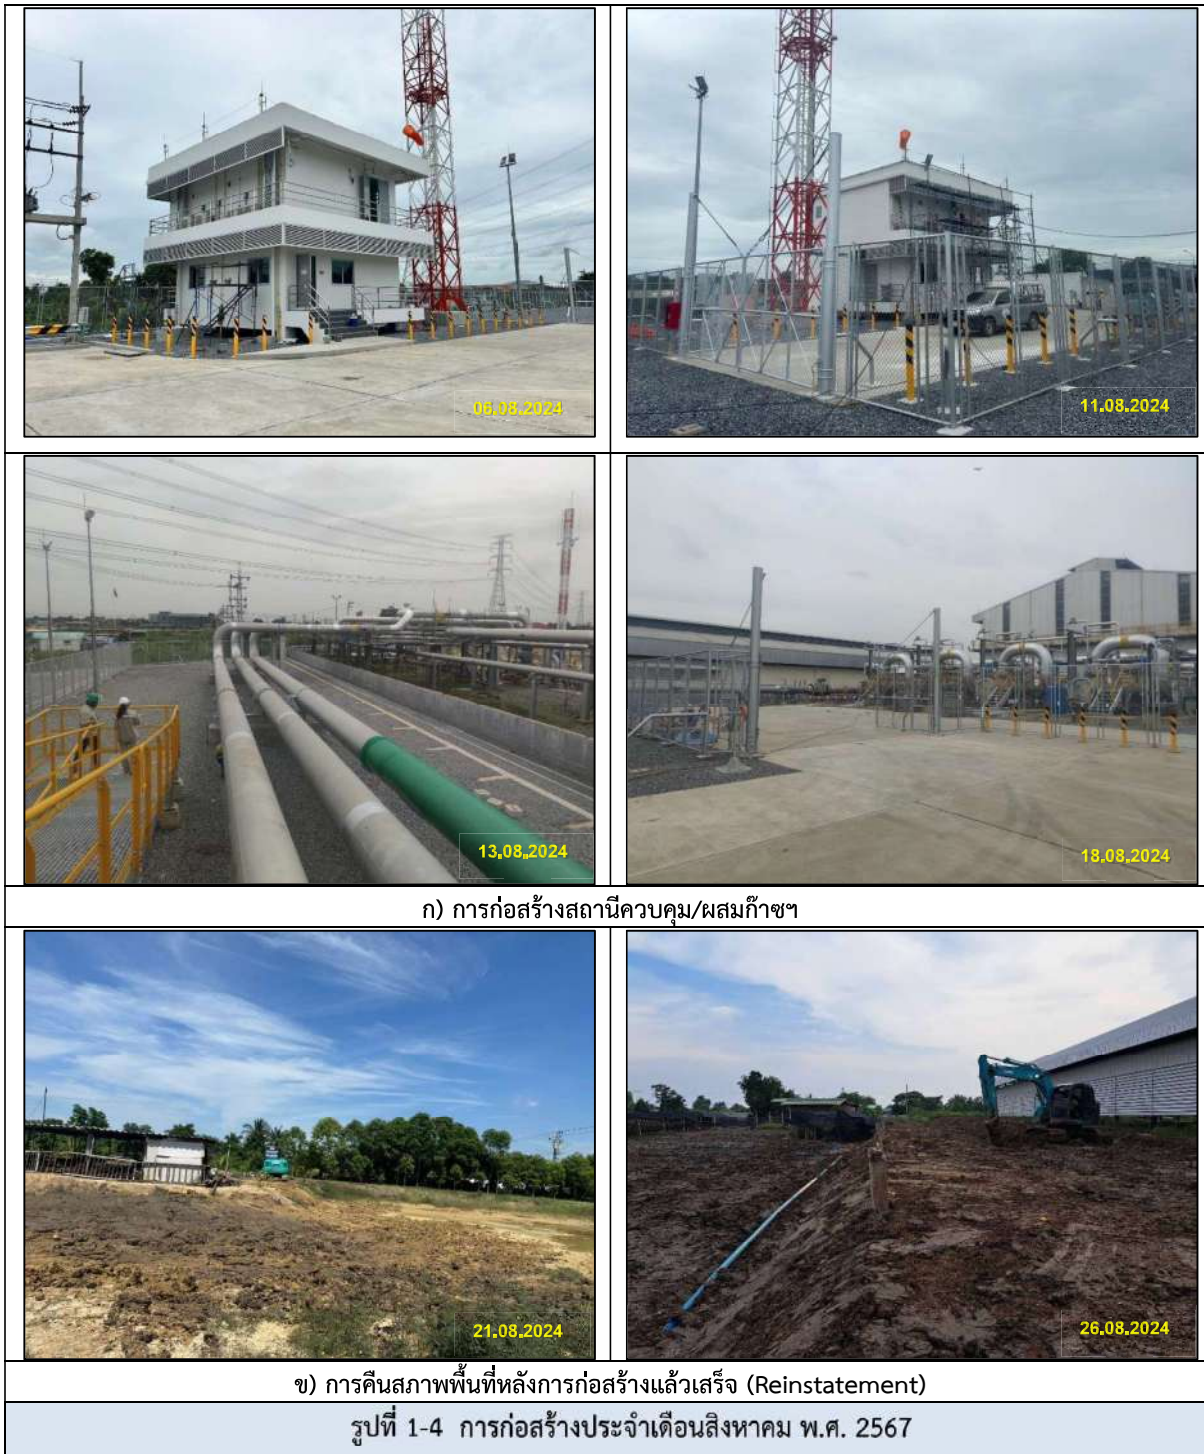 06.08.2024
11.08.2024
13.08.2024
18.08.2024
ก) การก่อสร้างสถานีควบคุม/ผสมก๊าซฯ
21.08.2024
26.08.2024
ข) การคืนสภาพพื้นที่หลังการก่อสร้างแล้วเสร็จ (Reinstatement)
รูปที่ 1-4 การก่อสร้างประจำเดือนสิงหาคม พ.ศ. 2567